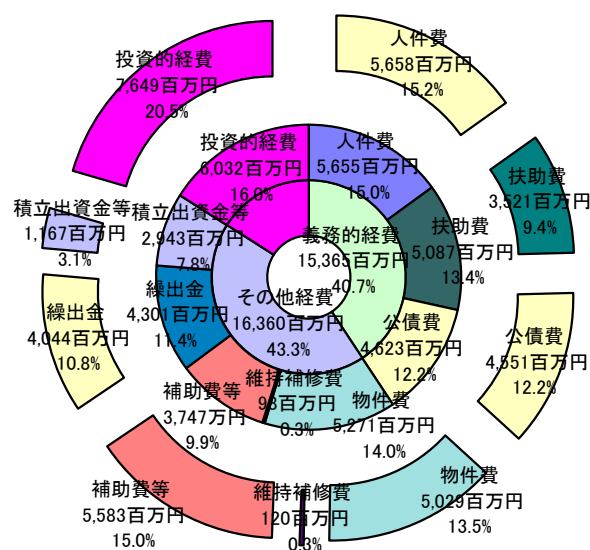 人件費
5,658百万円
15.2%
扶助費
3,521百万円
9.4%
公債費
4,551百万円
12.2%
物件費
5,029百万円
13.5%
維持補修費
120百万円
0.3%
補助費等
5,583百万円
15.0%
繰出金
4,044百万円
10.8%
積立出資金等
1,167百万円
3.1%
投資的経費
7,649百万円
20.5%
人件費
5,655百万円
15.0%
扶助費
5,087百万円
13.4%
公債費
4,623百万円
12.2%
物件費
5,271百万円
14.0%
維持補修費
98百万円
0.3%
補助費等
3,747百万円
9.9%
繰出金
4,301百万円
11.4%
積立出資金等
2,943百万円
7.8%
投資的経費
6,032百万円
16.0%
義務的経費
15,365百万円
40.7%
その他経費
16,360百万円
43.3%